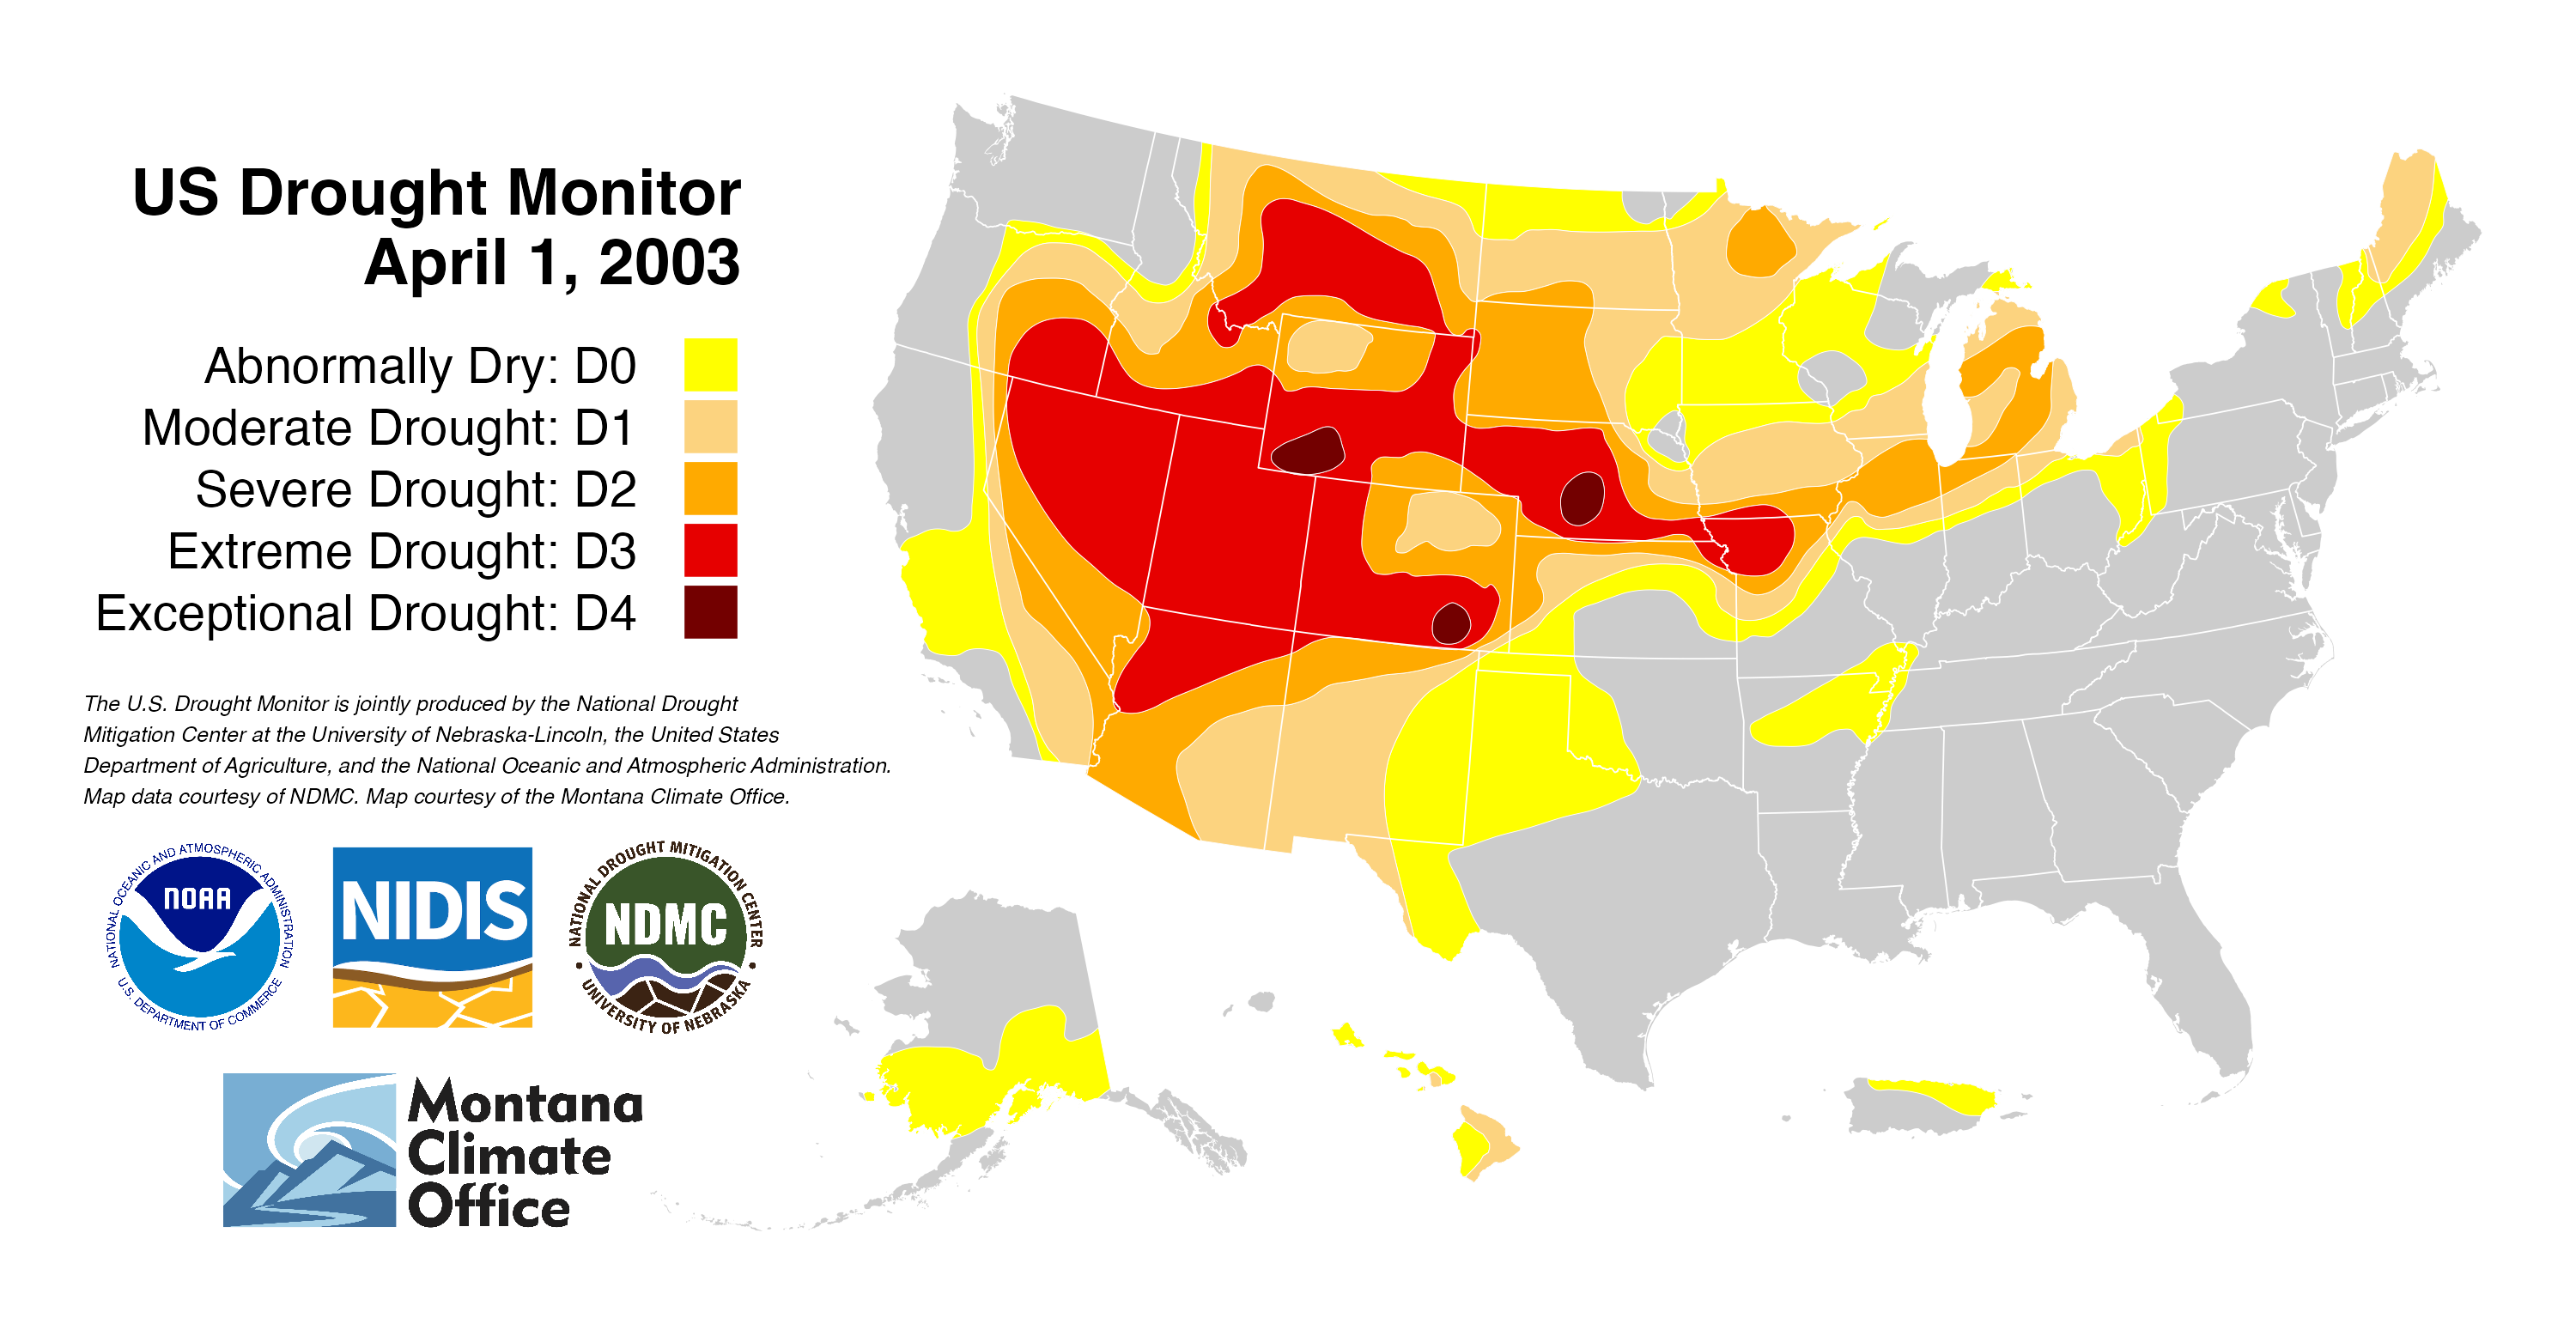 US Drought Monitor
April 1, 2003
Abnormally Dry: D0
Moderate Drought: D1
Severe Drought: D2
Extreme Drought: D3
Exceptional Drought: D4
The U.S. Drought Monitor is jointly produced by the National Drought
Mitigation Center at the University of Nebraska-Lincoln, the United States
Department of Agriculture, and the National Oceanic and Atmospheric Administration.
Map data courtesy of NDMC. Map courtesy of the Montana Climate Office.
NATIONAL OCEANIC AND ATMOSPHERIC ADMINISTRATION
NOAA
U.S. DEPARTMENT OF COMMERCE
NIDIS
NATIONAL DROUGHT MITIGATION CENTER
NDMC
UNIVERSITY OF NEBRASKA
Montana
Climate
Office